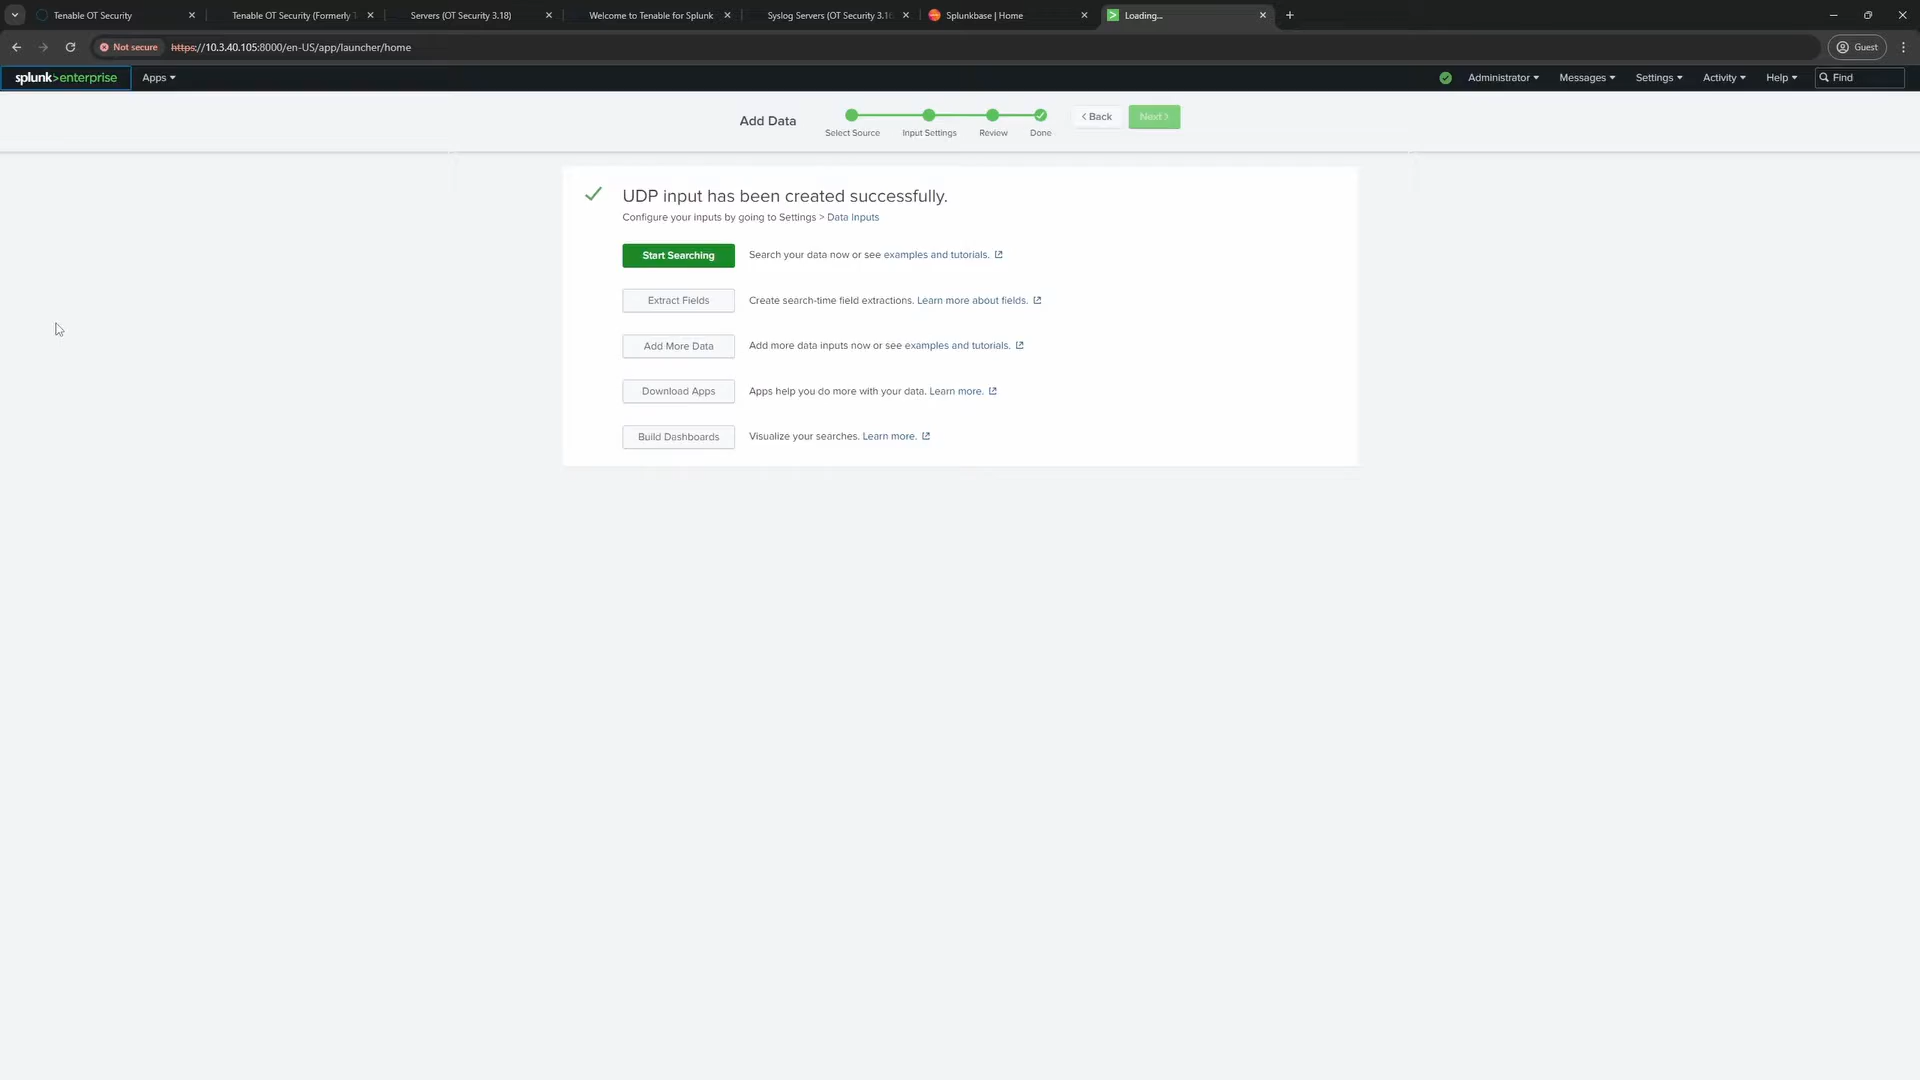 Tenable OT Security
Tenable OT Security (Formerly T
Servers (OT Security 3.18)
Welcome to Tenable for Splunk
Syslog Servers (OT Security 3.18
Splunkbase | Home
Loading...
Not secure
https://10.3.40.105:8000/en-US/app/launcher/home
Guest
splunk>enterprise
Apps
Administrator
Messages
Settings
Activity
Help
Find
Add Data
Select Source
Input Settings
Review
Done
< Back
Next >
UDP input has been created successfully.
Configure your inputs by going to Settings > Data Inputs
Start Searching
Search your data now or see examples and tutorials.
Extract Fields
Create search-time field extractions. Learn more about fields.
Add More Data
Add more data inputs now or see examples and tutorials.
Download Apps
Apps help you do more with your data. Learn more.
Build Dashboards
Visualize your searches. Learn more.